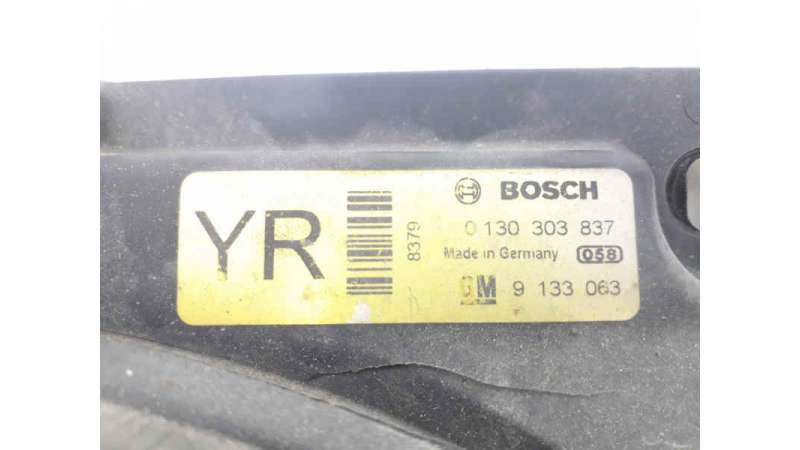 YR
8379
BOSCH
0 130 303 837
Made in Germany 058
GM 9 133 063